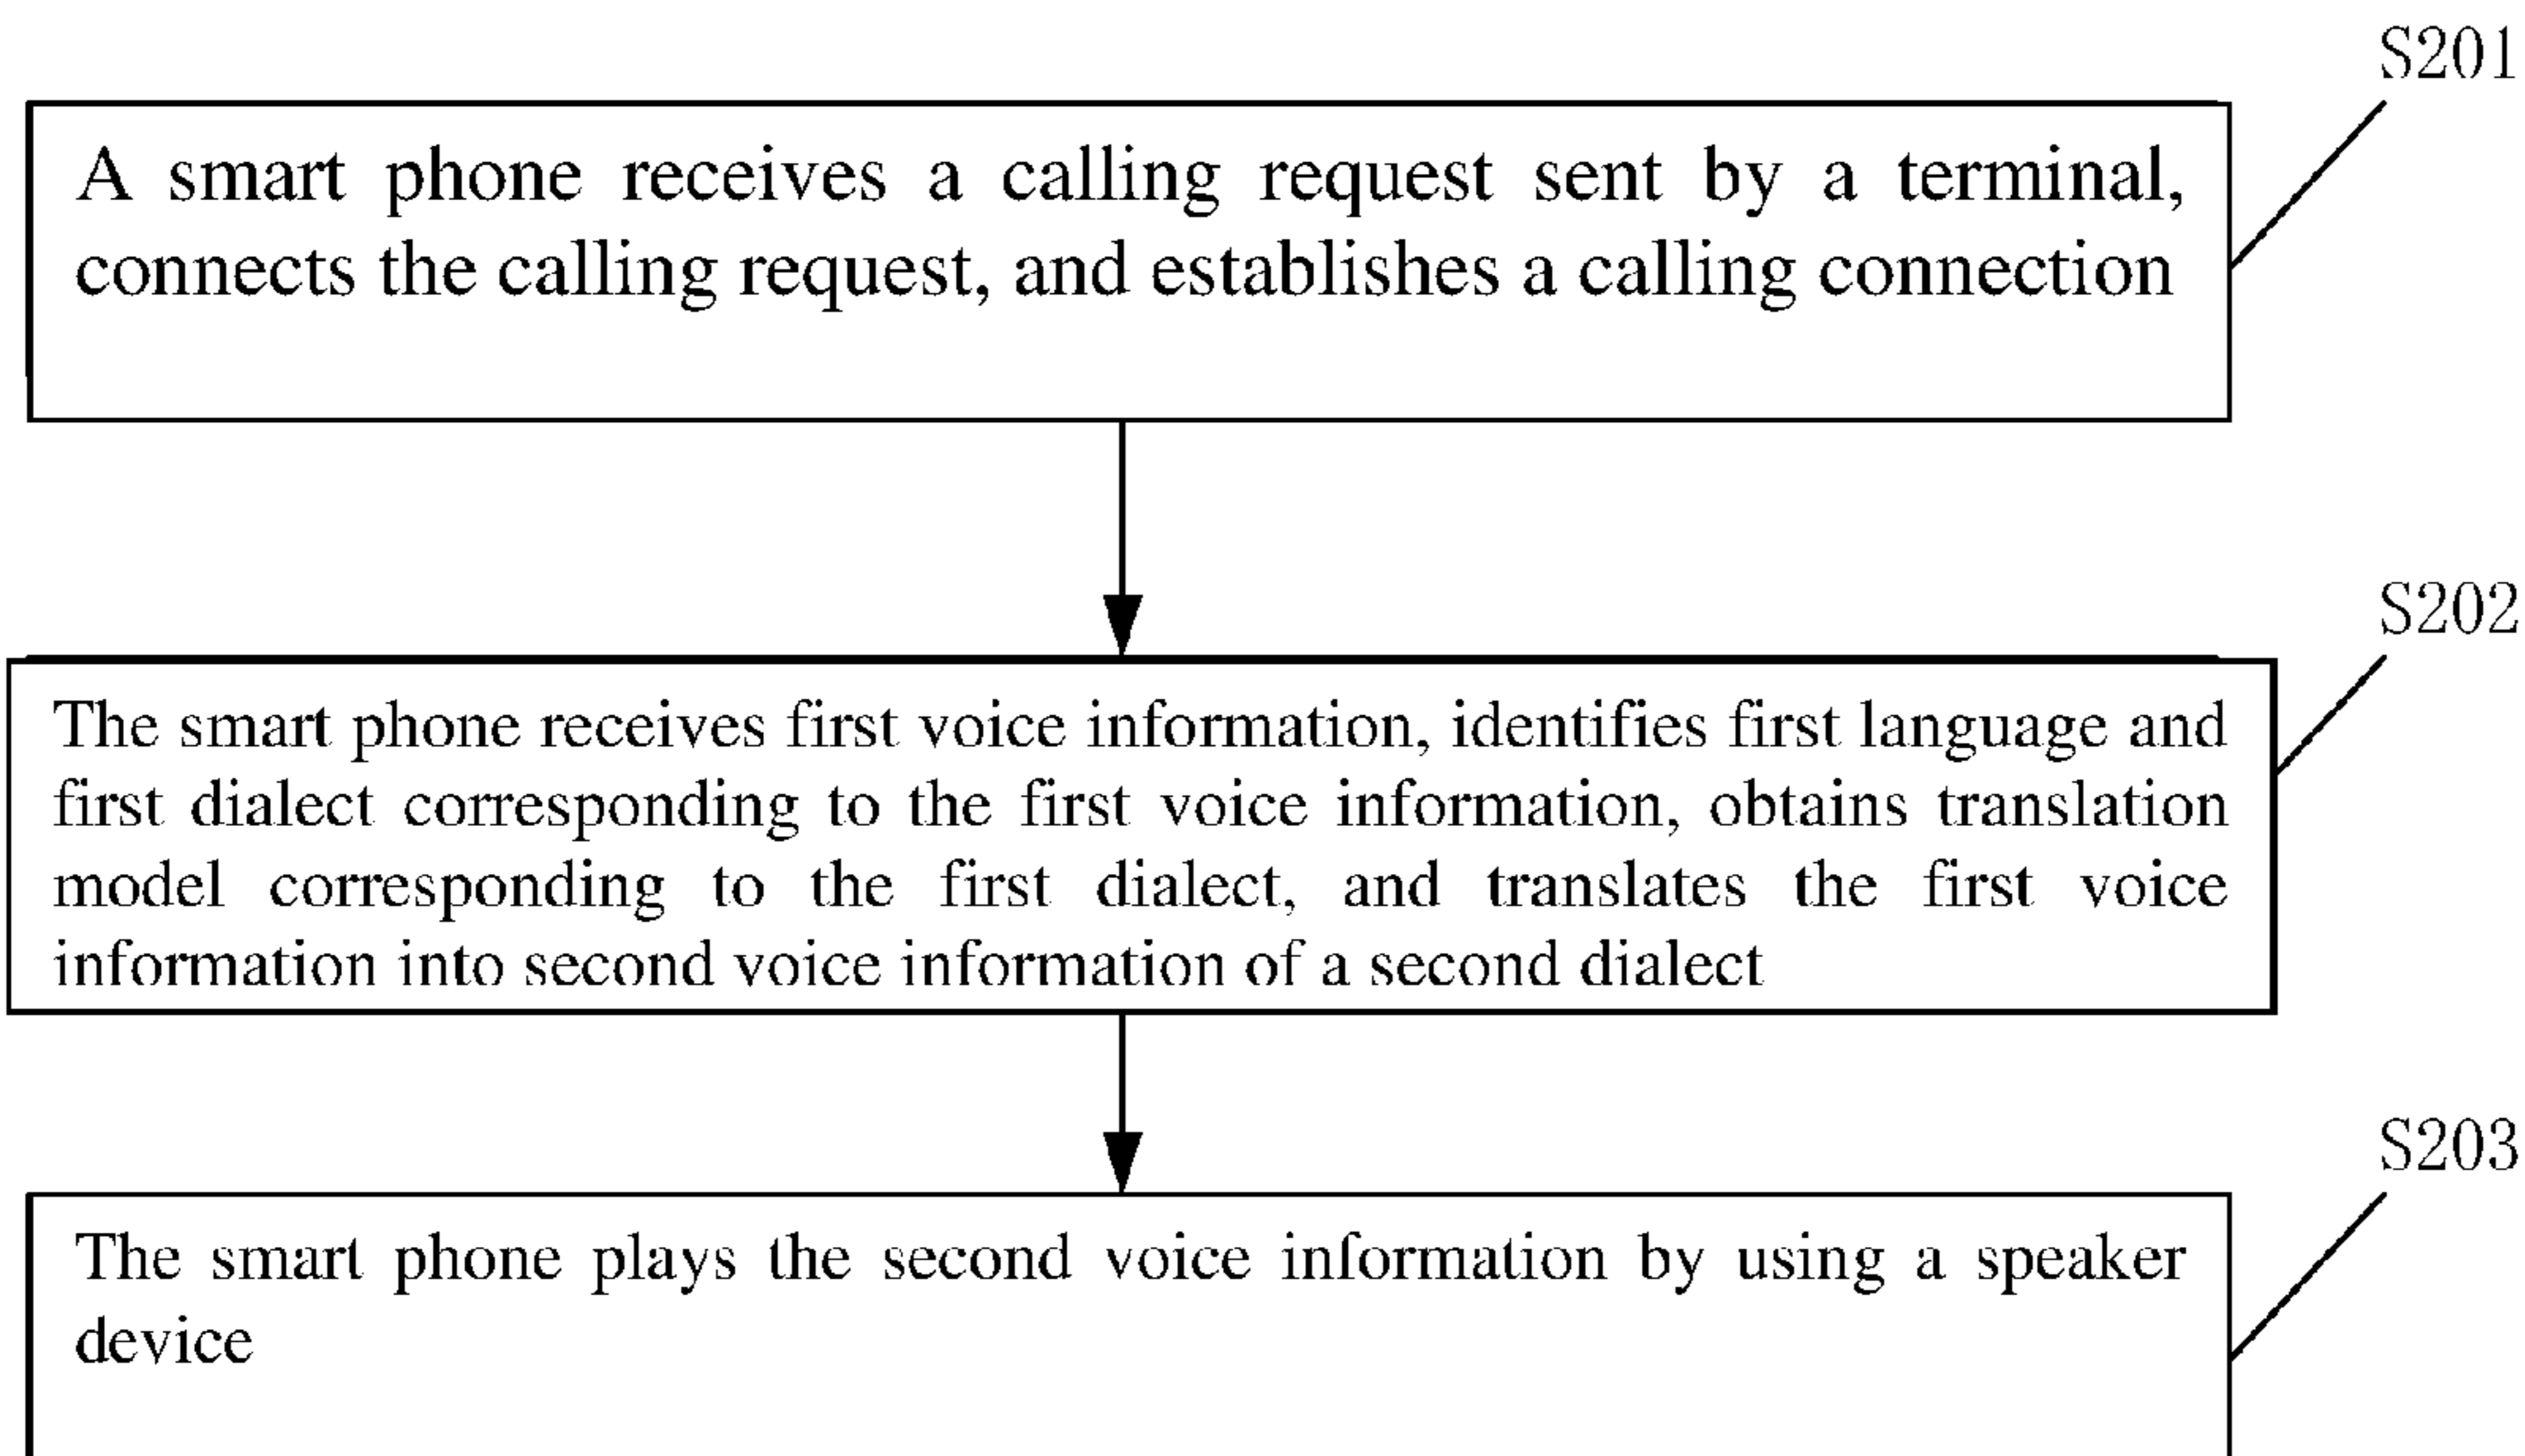 S201
A smart phone receives a calling request sent by a terminal,
connects the calling request, and establishes a calling connection
S202
The smart phone receives first voice information, identifies first language and
first dialect corresponding to the first voice information, obtains translation
model corresponding to the first dialect, and translates the first voice
information into second voice information of a second dialect
S203
The smart phone plays the second voice information by using a speaker
device